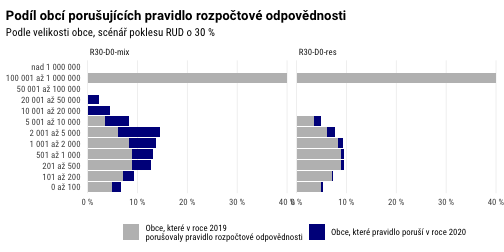 Podíl obcí porušujících pravidlo rozpočtové odpovědnosti
Podle velikosti obce, scénář poklesu RUD o 30 %
R30-D0-mix
R30-D0-res
nad 1 000 000
100 001 až 1 000 000
50 001 až 100 000
20 001 až 50 000
10 001 až 20 000
5 001 až 10 000
2 001 až 5 000
1 001 až 2 000
501 až 1 000
201 až 500
101 až 200
0 až 100
0 % 10 % 20 % 30 % 40 %
0 % 10 % 20 % 30 % 40 %
Obce, které v roce 2019
porušovaly pravidlo rozpočtové odpovědnosti
Obce, které pravidlo poruší v roce 2020